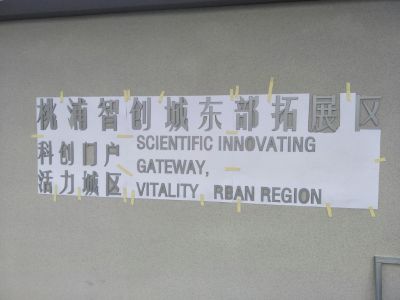 桃浦智创城东部拓展区
科创门户 SCIENTIFIC INNOVATING
GATEWAY,
活力城区 VITALITY RBAN REGION